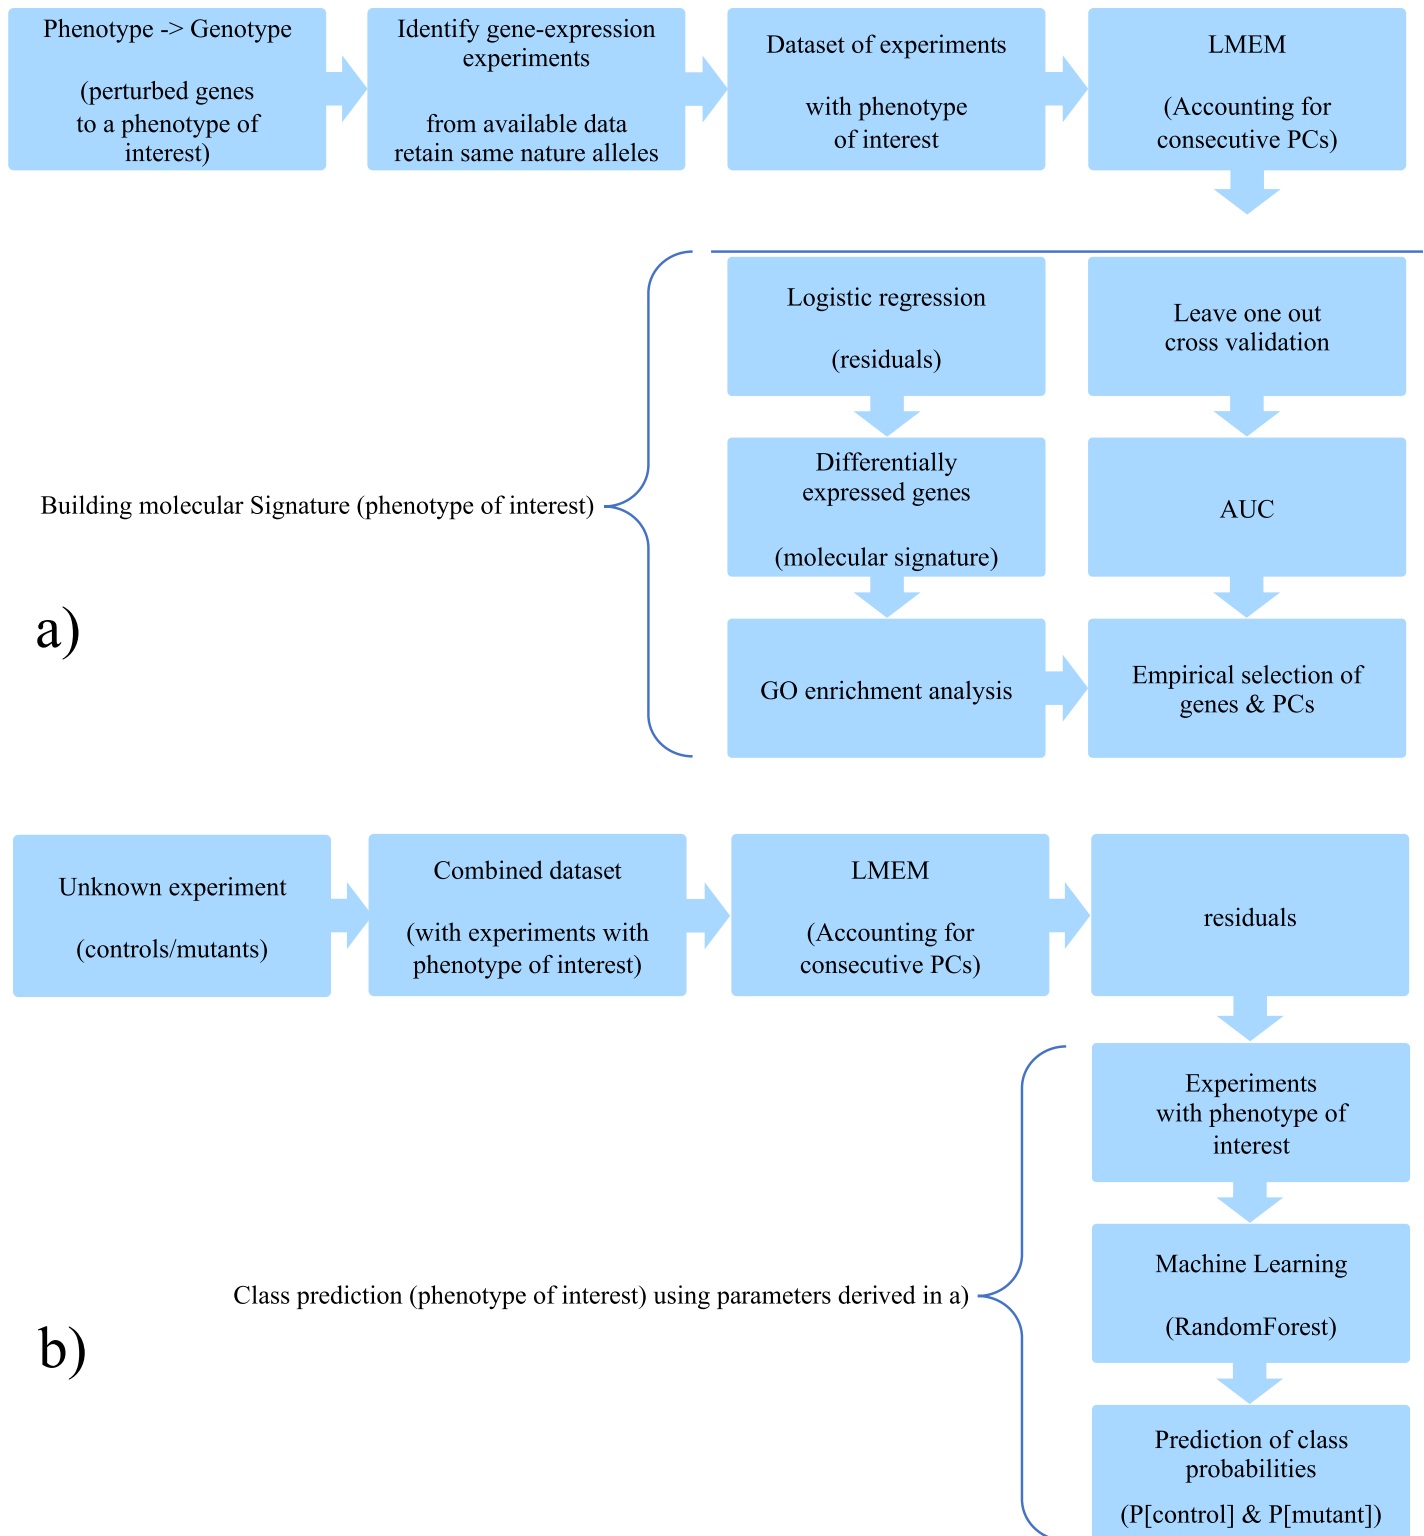 Phenotype -> Genotype
(perturbed genes
to a phenotype of
interest)
Identify gene-expression
experiments
from available data
retain same nature alleles
Dataset of experiments
with phenotype
of interest
LMEM
(Accounting for
consecutive PCs)
Building molecular Signature (phenotype of interest)
Logistic regression
(residuals)
Differentially
expressed genes
(molecular signature)
GO enrichment analysis
Leave one out
cross validation
AUC
Empirical selection of
genes & PCs
a)
Unknown experiment
(controls/mutants)
Combined dataset
(with experiments with
phenotype of interest)
LMEM
(Accounting for
consecutive PCs)
residuals
Class prediction (phenotype of interest) using parameters derived in a)
Experiments
with phenotype of
interest
Machine Learning
(RandomForest)
Prediction of class
probabilities
(P[control] & P[mutant])
b)